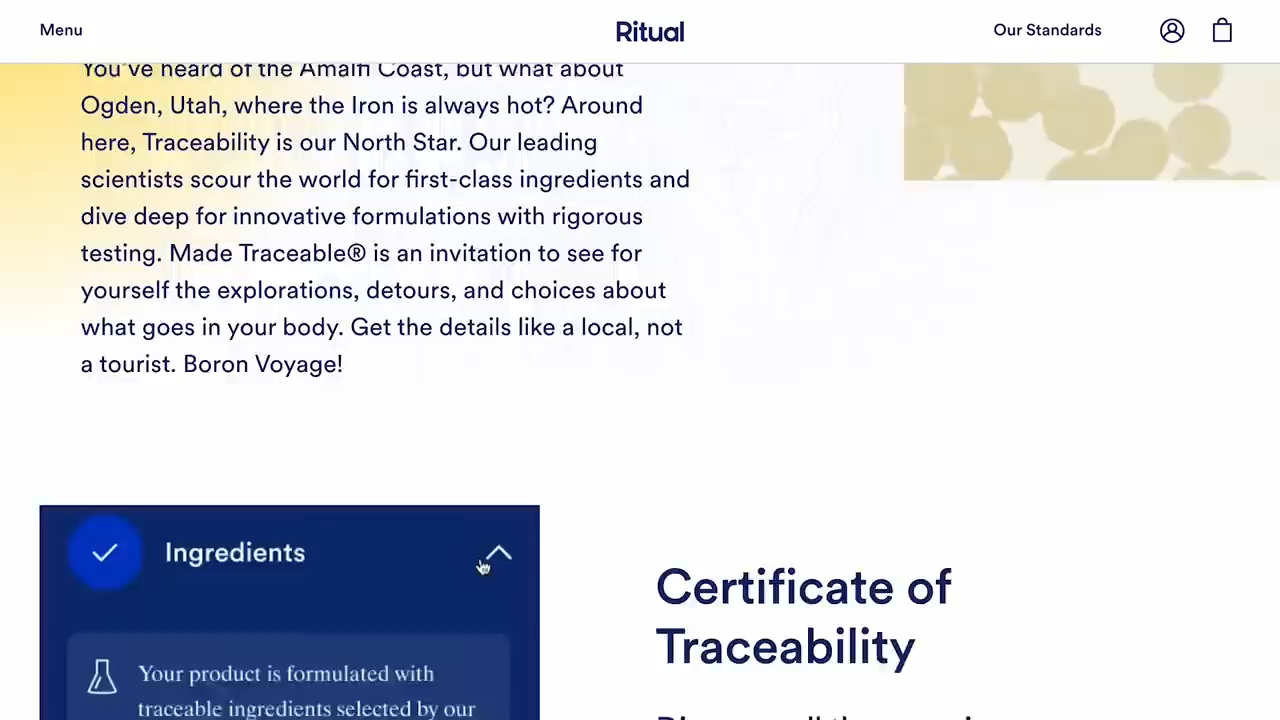 Menu
Ritual
Our Standards
You've heard of the Amalfi Coast, but what about
Ogden, Utah, where the Iron is always hot? Around
here, Traceability is our North Star. Our leading
scientists scour the world for first-class ingredients and
dive deep for innovative formulations with rigorous
testing. Made Traceable® is an invitation to see for
yourself the explorations, detours, and choices about
what goes in your body. Get the details like a local, not
a tourist. Boron Voyage!
Ingredients
Your product is formulated with
traceable ingredients selected by our
Certificate of
Traceability